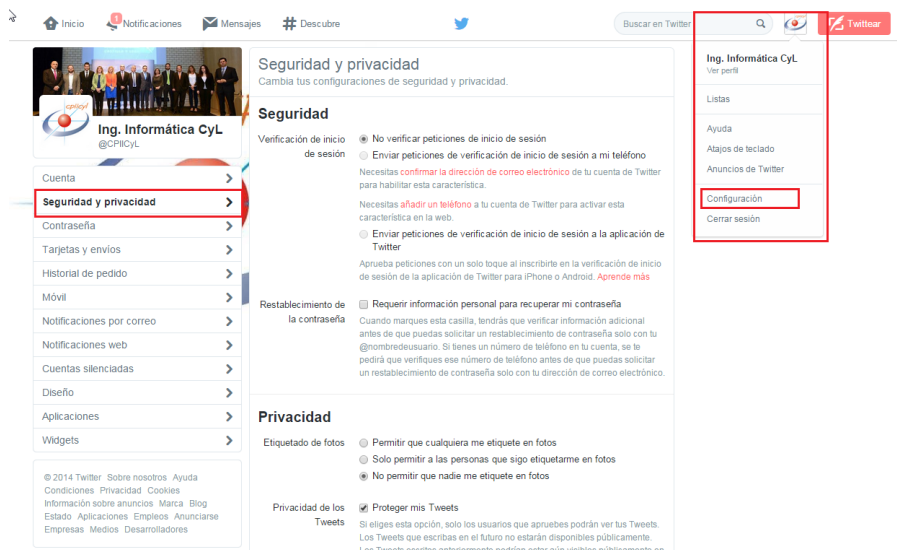 Inicio
1
Notificaciones
Mensajes
Descubre
Buscar en Twitter
Twittear
Ing. Informática CyL
Ver perfil
Listas
Ayuda
Atajos de teclado
Anuncios de Twitter
Configuración
Cerrar sesión
cpiicyl
Ing. Informática CyL
@CPIICyL
Cuenta
Seguridad y privacidad
Contraseña
Tarjetas y envíos
Historial de pedido
Móvil
Notificaciones por correo
Notificaciones web
Cuentas silenciadas
Diseño
Aplicaciones
Widgets
© 2014 Twitter Sobre nosotros Ayuda
Condiciones Privacidad Cookies
Información sobre anuncios Marca Blog
Estado Aplicaciones Empleos Anunciarse
Empresas Medios Desarrolladores
Seguridad y privacidad
Cambia tus configuraciones de seguridad y privacidad.
Seguridad
Verificación de inicio
de sesión
No verificar peticiones de inicio de sesión
Enviar peticiones de verificación de inicio de sesión a mi teléfono
Necesitas confirmar la dirección de correo electrónico de tu cuenta de Twitter
para habilitar esta característica.
Necesitas añadir un teléfono a tu cuenta de Twitter para activar esta
característica en la web.
Enviar peticiones de verificación de inicio de sesión a la aplicación de
Twitter
Aprueba peticiones con un solo toque al inscribirte en la verificación de inicio
de sesión de la aplicación de Twitter para iPhone o Android. Aprende más
Restablecimiento de
la contraseña
Requerir información personal para recuperar mi contraseña
Cuando marques esta casilla, tendrás que verificar información adicional
antes de que puedas solicitar un restablecimiento de contraseña solo con tu
@nombredeusuario. Si tienes un número de teléfono en tu cuenta, se te
pedirá que verifiques ese número de teléfono antes de que puedas solicitar
un restablecimiento de contraseña solo con tu dirección de correo electrónico.
Privacidad
Etiquetado de fotos
Permitir que cualquiera me etiquete en fotos
Solo permitir a las personas que sigo etiquetarme en fotos
No permitir que nadie me etiquete en fotos
Privacidad de los
Tweets
Proteger mis Tweets
Si eliges esta opción, solo los usuarios que apruebes podrán ver tus Tweets.
Los Tweets que escribas en el futuro no estarán disponibles públicamente.
Los Tweets escritos anteriormente podrían estar aún visibles públicamente en